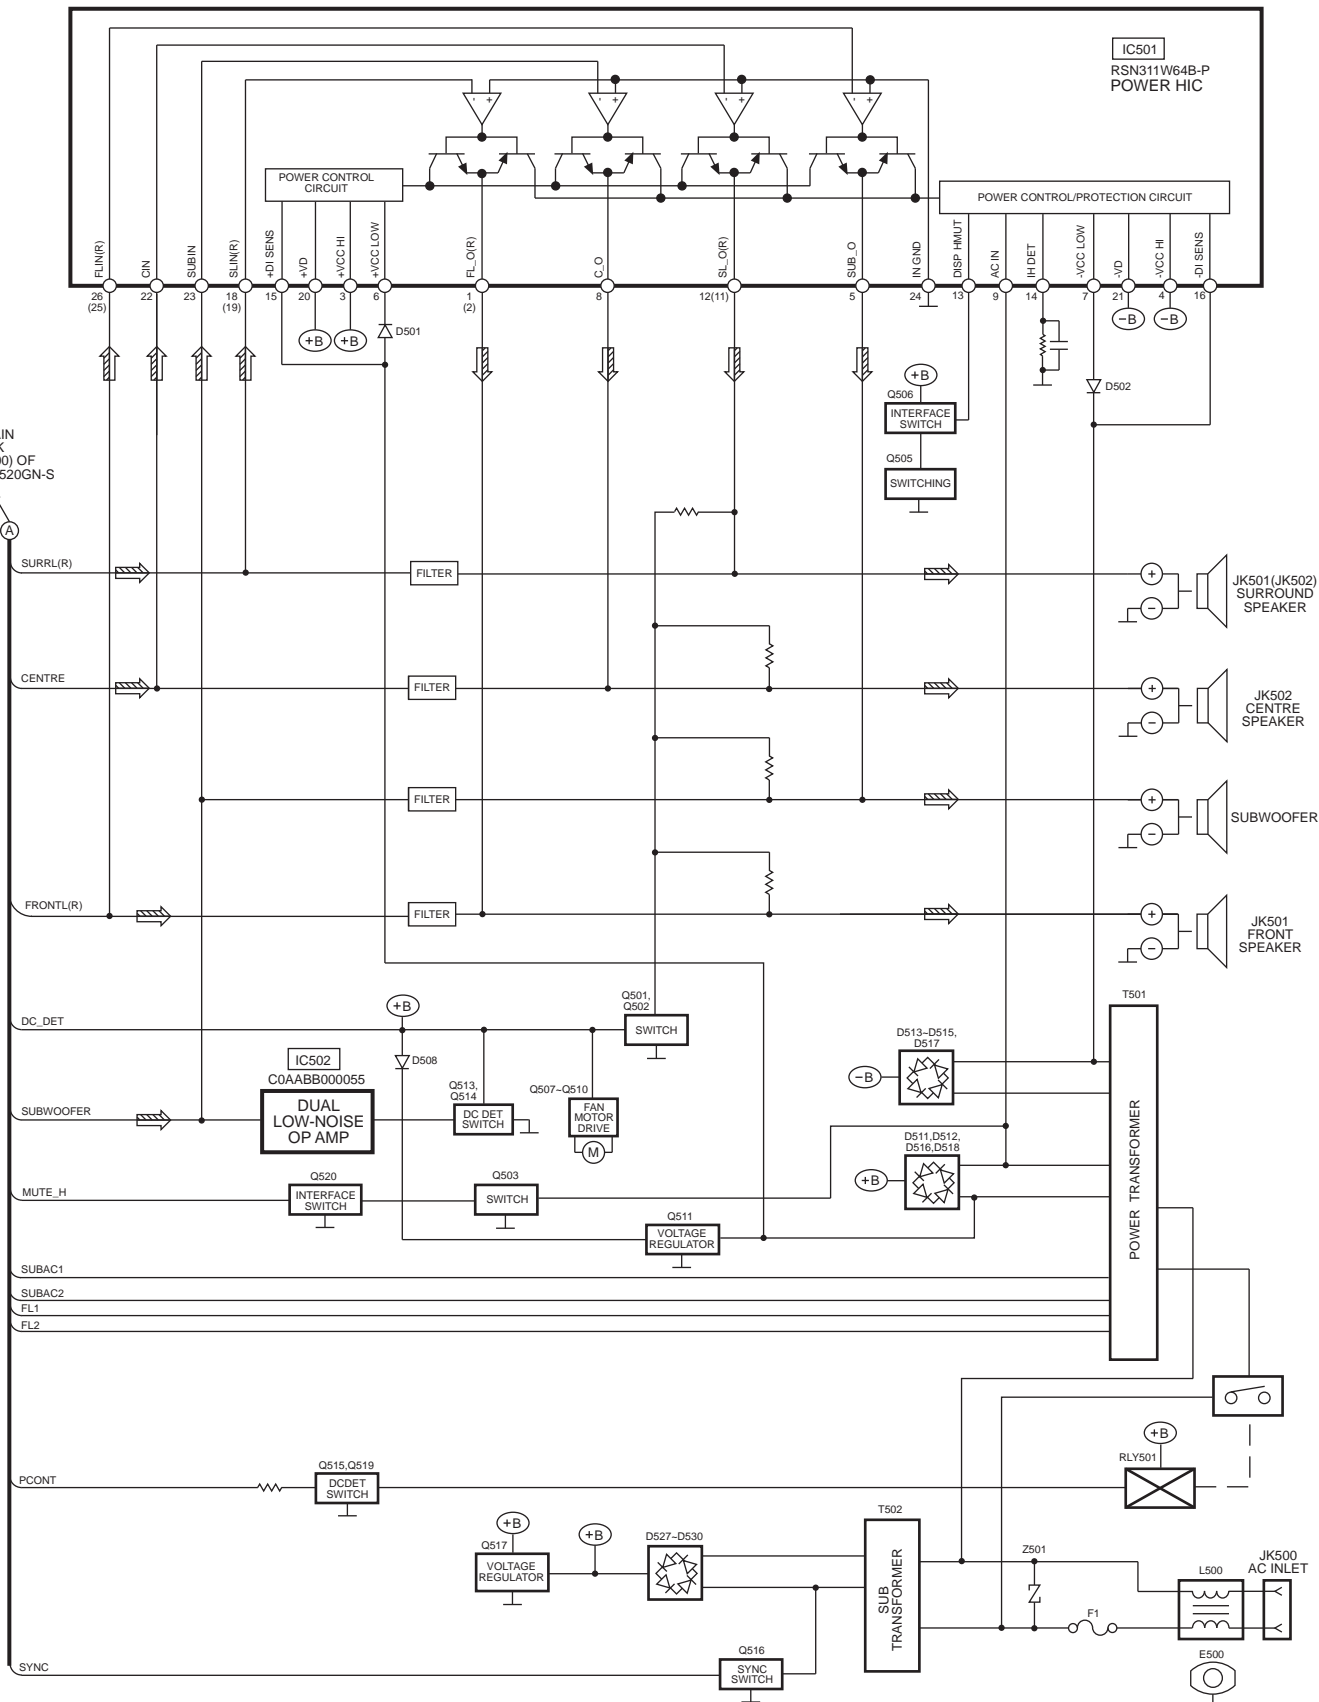 IC501
RSN311W64B-P
POWER HIC
- +
- +
- +
- +
POWER CONTROL
CIRCUIT
POWER CONTROL/PROTECTION CIRCUIT
FLIN(R)
CIN
SUBIN
SLIN(R)
+DI SENS
+VD
+VCC HI
+VCC LOW
FL_O(R)
C_O
SL_O(R)
SUB_O
IN GND
DISP HMUT
AC IN
IH DET
-VCC LOW
-VD
-VCC HI
-DI SENS
26
(25)
22
23
18
(19)
15
20
3
6
1
(2)
8
12(11)
5
24
13
9
14
7
21
4
16
+B
+B
D501
−B
−B
+B
Q506
INTERFACE
SWITCH
D502
Q505
SWITCHING
IN
K
0) OF
520GN-S
A
SURRL(R)
FILTER
+
−
JK501(JK502)
SURROUND
SPEAKER
CENTRE
FILTER
+
−
JK502
CENTRE
SPEAKER
FILTER
+
−
SUBWOOFER
FRONTL(R)
FILTER
+
−
JK501
FRONT
SPEAKER
DC_DET
+B
Q501,
Q502
SWITCH
T501
POWER TRANSFORMER
D513~D515,
D517
−B
IC502
C0AABB000055
D508
SUBWOOFER
DUAL
LOW-NOISE
OP AMP
Q513,
Q514
DC DET
SWITCH
Q507~Q510
FAN
MOTOR
DRIVE
M
D511,D512,
D516,D518
+B
MUTE_H
Q520
INTERFACE
SWITCH
Q503
SWITCH
Q511
VOLTAGE
REGULATOR
SUBAC1
SUBAC2
FL1
FL2
+B
RLY501
PCONT
Q515,Q519
DCDET
SWITCH
T502
SUB
TRANSFORMER
+B
Q517
VOLTAGE
REGULATOR
+B
D527~D530
Z501
F1
L500
JK500
AC INLET
E500
SYNC
Q516
SYNC
SWITCH